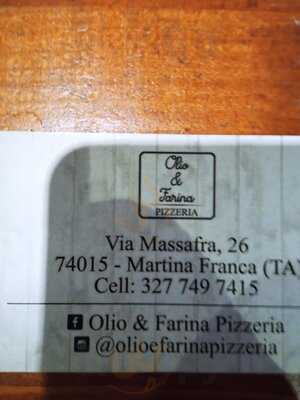 Olio
&
Farina
PIZZERIA
Via Massafra, 26
74015 - Martina Franca (TA)
Cell: 327 749 7415
Olio & Farina Pizzeria
@olioefarinapizzeria